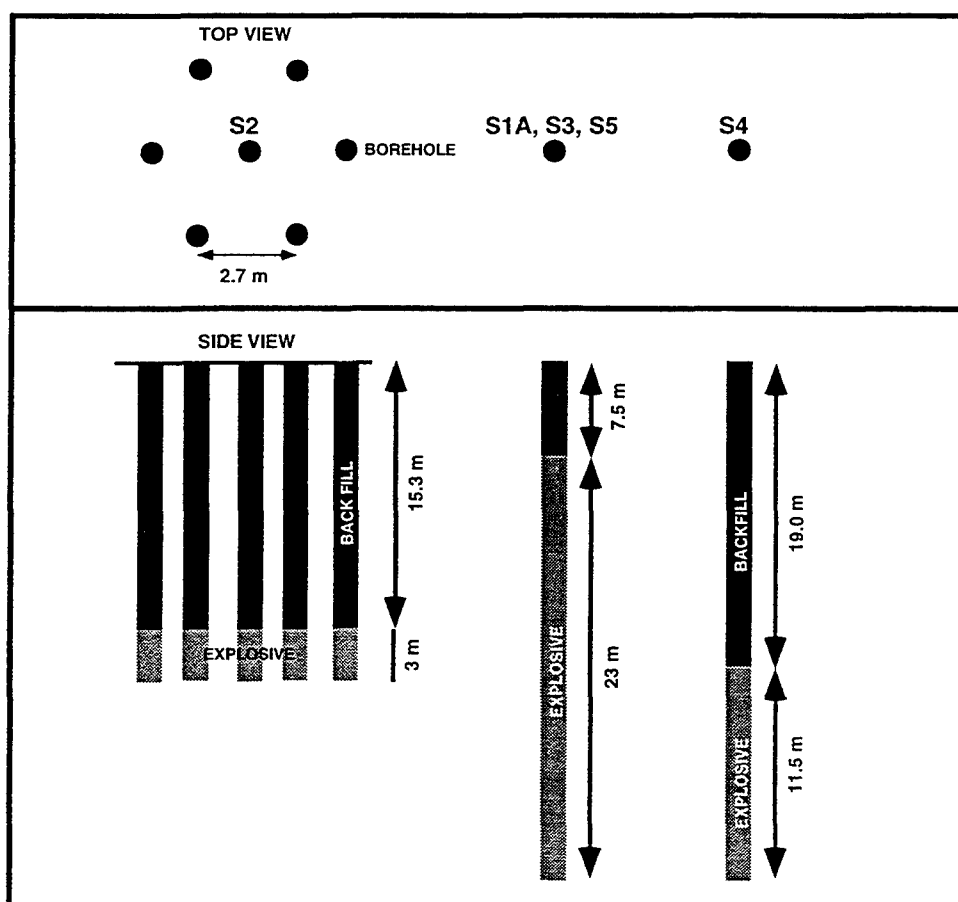 TOP VIEW
S2
S1A, S3, S5
S4
BOREHOLE
2.7 m
SIDE VIEW
BACK FILL
15.3 m
EXPLOSIVE
3 m
7.5 m
EXPLOSIVE
23 m
BACKFILL
19.0 m
EXPLOSIVE
11.5 m